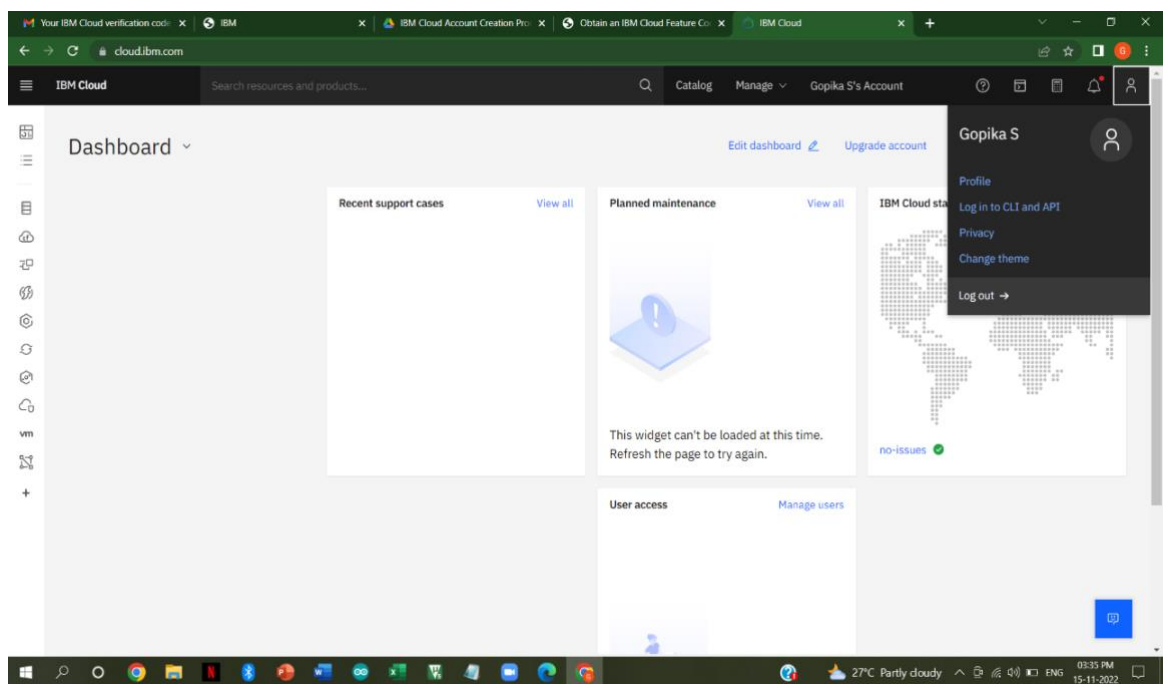 Your IBM Cloud verification code
IBM
IBM Cloud Account Creation Pro
Obtain an IBM Cloud Feature Co
IBM Cloud
cloud.ibm.com
G
IBM Cloud
Search resources and products...
Catalog
Manage
Gopika S's Account
Dashboard
Edit dashboard
Upgrade account
Gopika S
Profile
Log in to CLI and API
Privacy
Change theme
Log out →
Recent support cases
View all
Planned maintenance
View all
IBM Cloud sta
This widget can't be loaded at this time.
Refresh the page to try again.
no-issues
User access
Manage users
vm
27°C Partly cloudy
ENG
03:35 PM
15-11-2022